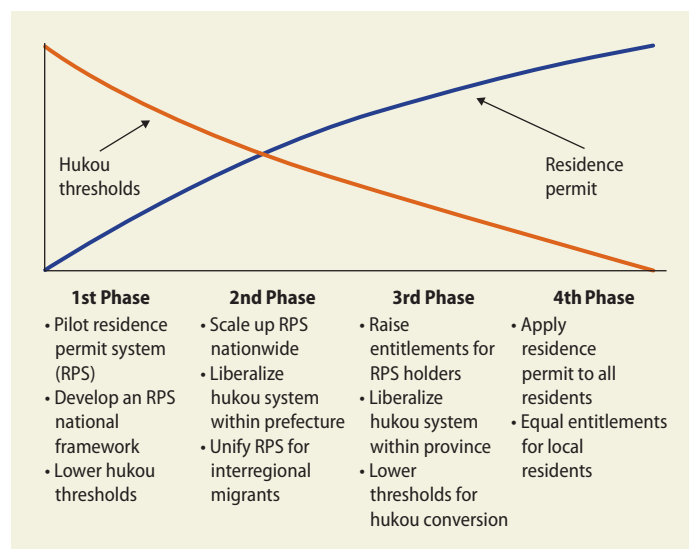 Hukou
thresholds
Residence
permit
1st Phase
• Pilot residence
permit system
(RPS)
• Develop an RPS
national
framework
• Lower hukou
thresholds
2nd Phase
• Scale up RPS
nationwide
• Liberalize
hukou system
within prefecture
• Unify RPS for
interregional
migrants
3rd Phase
• Raise
entitlements for
RPS holders
• Liberalize
hukou system
within province
• Lower
thresholds for
hukou conversion
4th Phase
• Apply
residence
permit to all
residents
• Equal entitlements
for local
residents